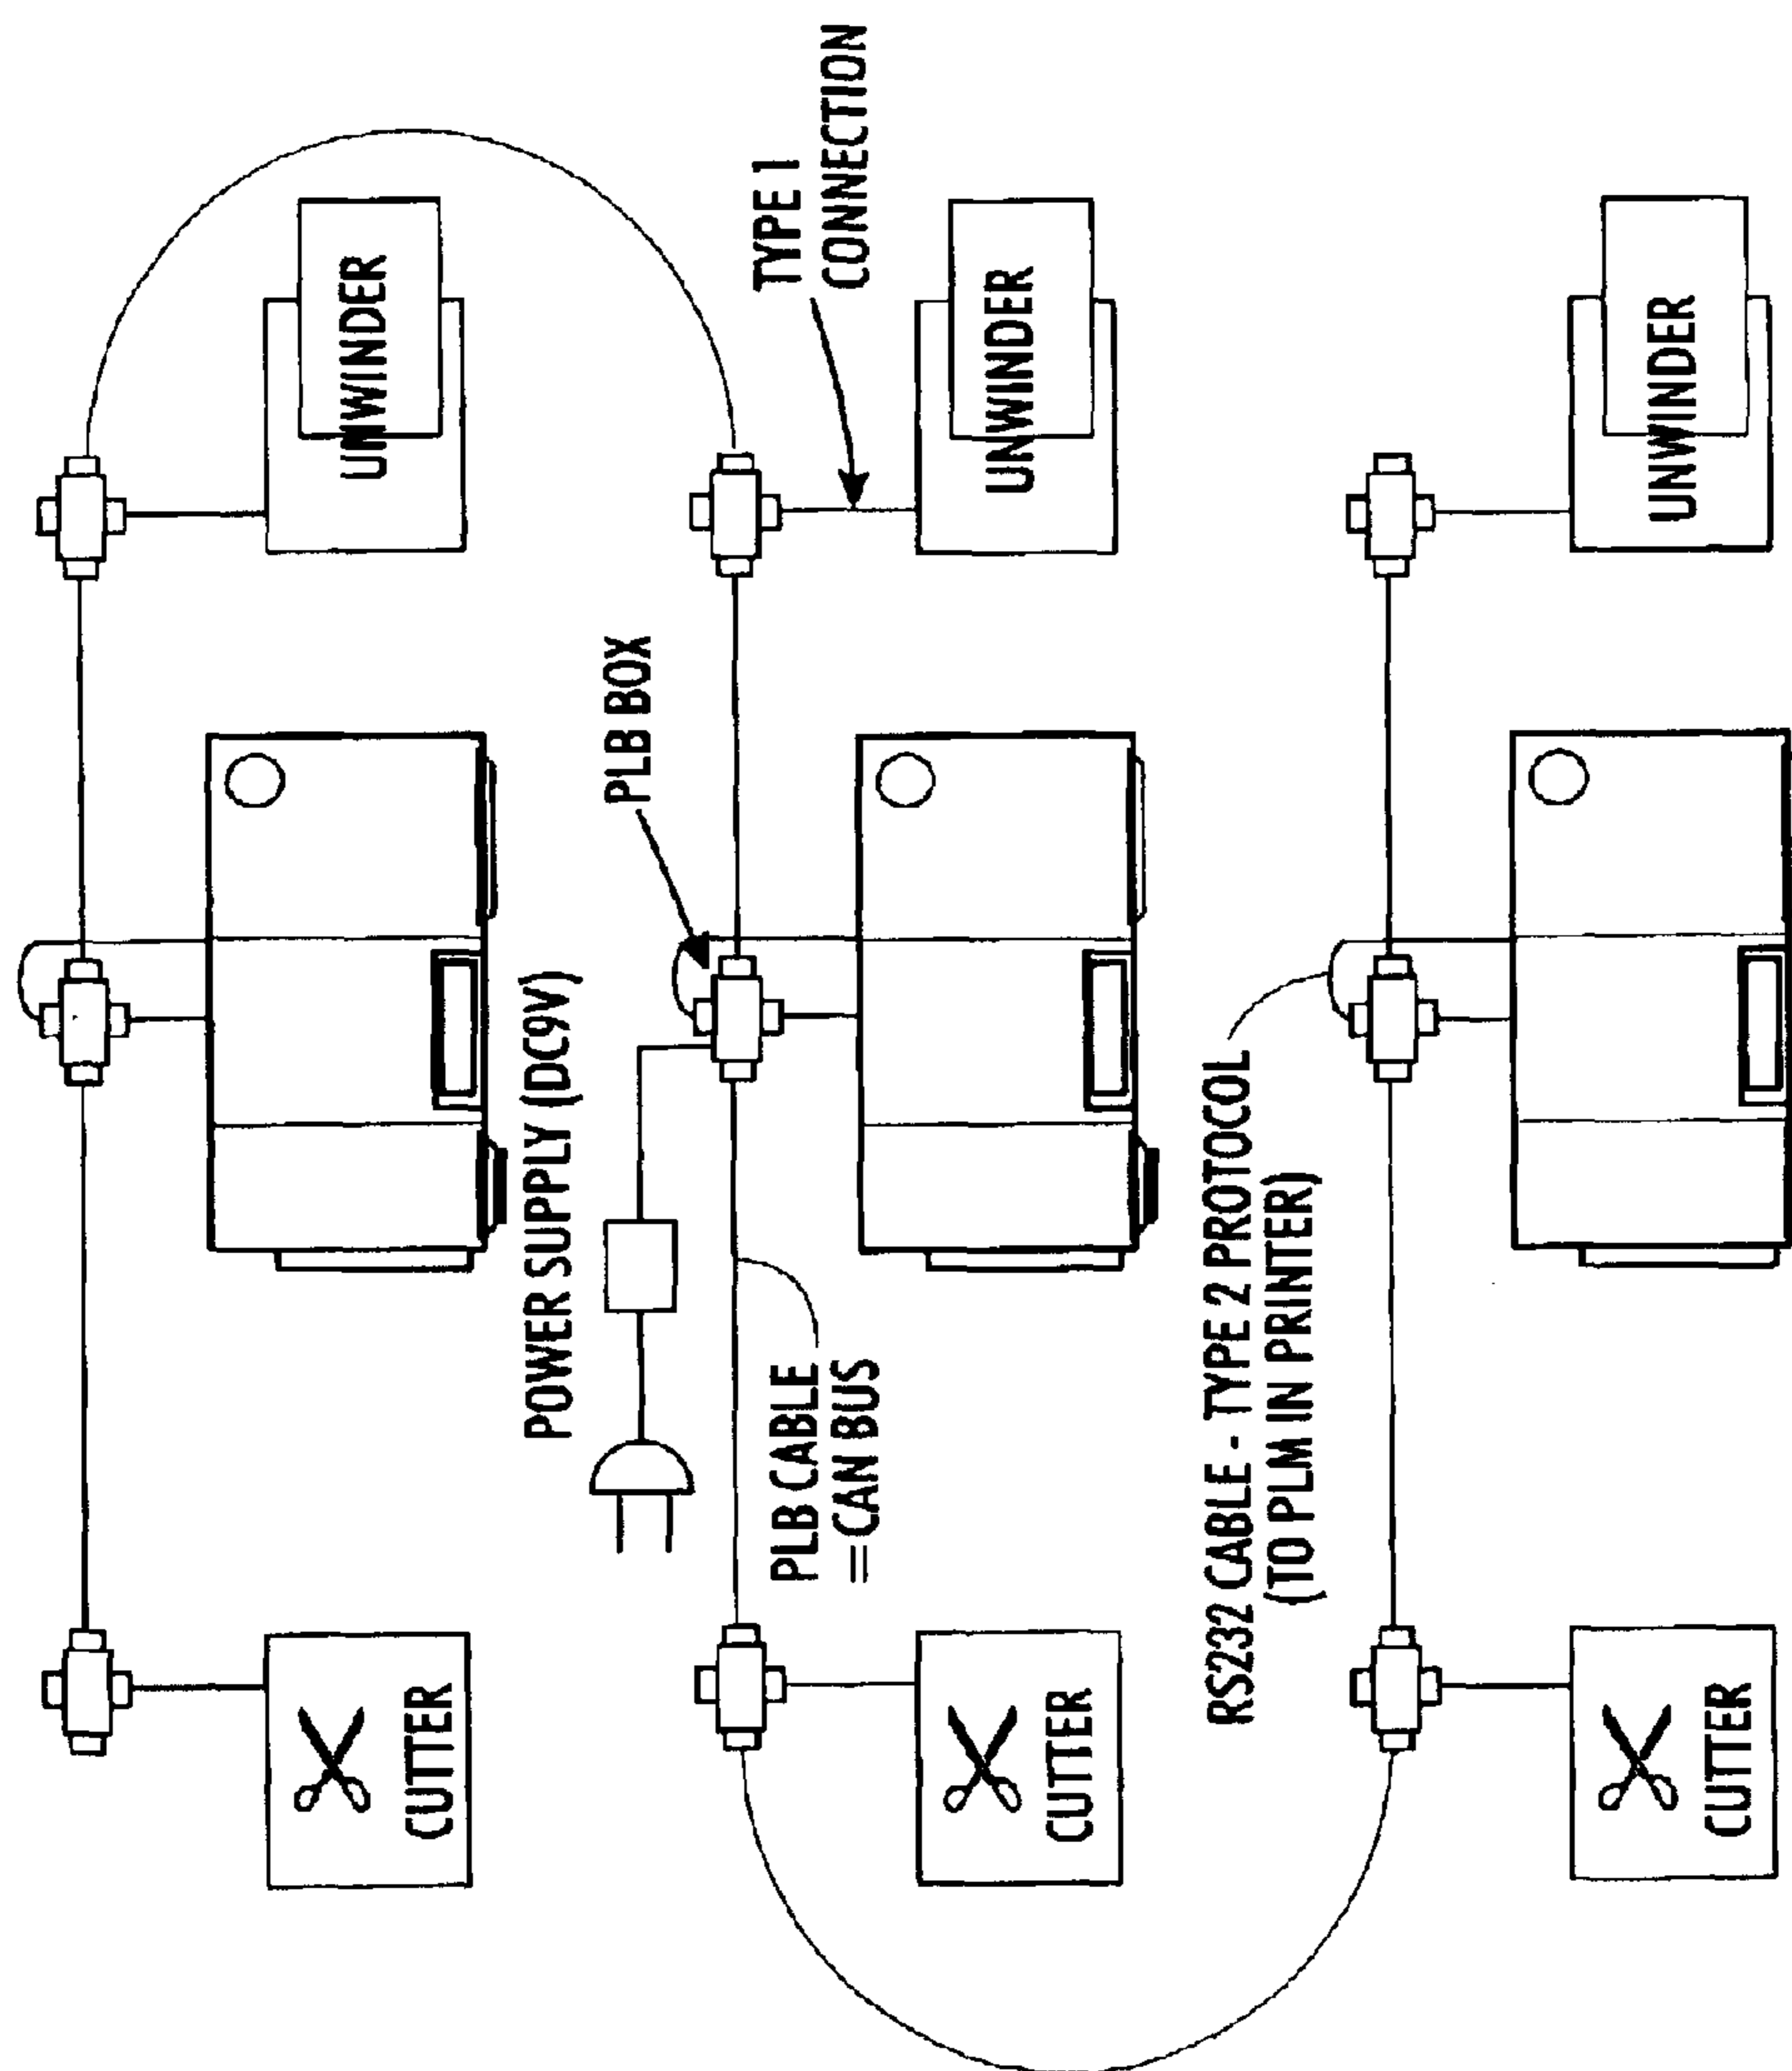 UNWINDER
TYPE 1
CONNECTION
UNWINDER
UNWINDER
PLB BOX
POWER SUPPLY (DC9V)
PLB CABLE
=CAN BUS
RS232 CABLE - TYPE 2 PROTOCOL
(TO PLM IN PRINTER)
CUTTER
CUTTER
CUTTER